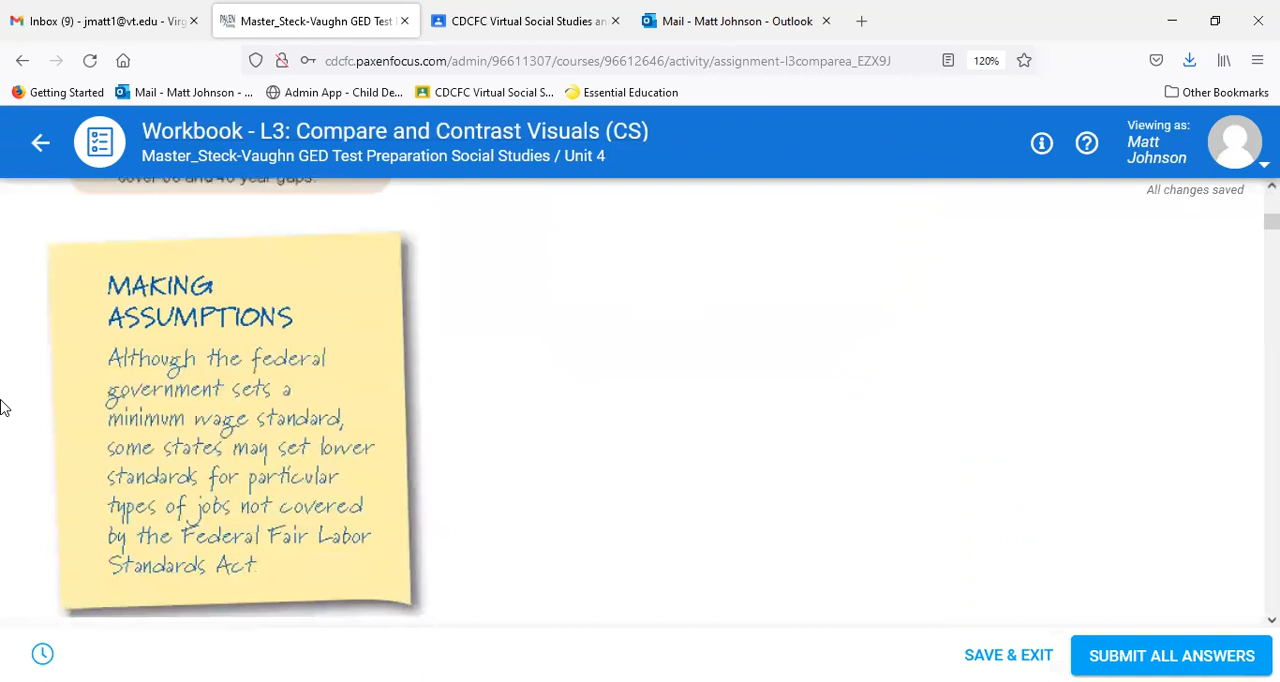 Inbox (9) - jmatt1@vt.edu - Virg
Master_Steck-Vaughn GED Test
CDCFC Virtual Social Studies an
Mail - Matt Johnson - Outlook
cdcfc.paxenfocus.com/admin/96611307/courses/96612646/activity/assignment-l3comparea_EZX9J
120%
Getting Started
Mail - Matt Johnson - ...
Admin App - Child De...
CDCFC Virtual Social S...
Essential Education
Other Bookmarks
Workbook - L3: Compare and Contrast Visuals (CS)
Master_Steck-Vaughn GED Test Preparation Social Studies / Unit 4
Viewing as:
Matt
Johnson
year gaps.
All changes saved
MAKING
ASSUMPTIONS
Although the federal
government sets a
minimum wage standard,
some states may set lower
standards for particular
types of jobs not covered
by the Federal Fair Labor
Standards Act.
SAVE & EXIT
SUBMIT ALL ANSWERS